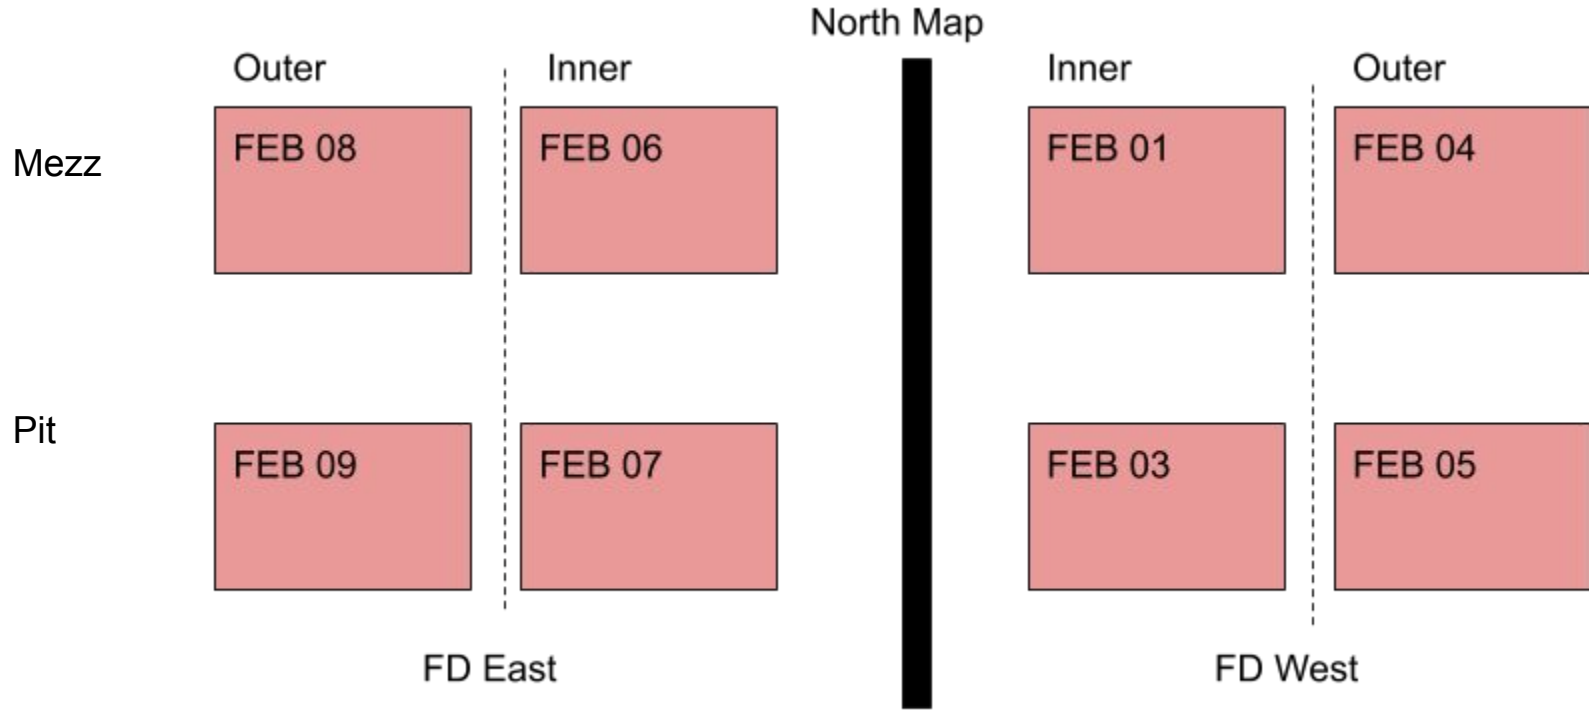 North Map
Outer Inner Inner Outer
Mezz FEB 08 FEB 06 FEB 01 FEB 04
Pit FEB 09 FEB 07 FEB 03 FEB 05
FD East FD West